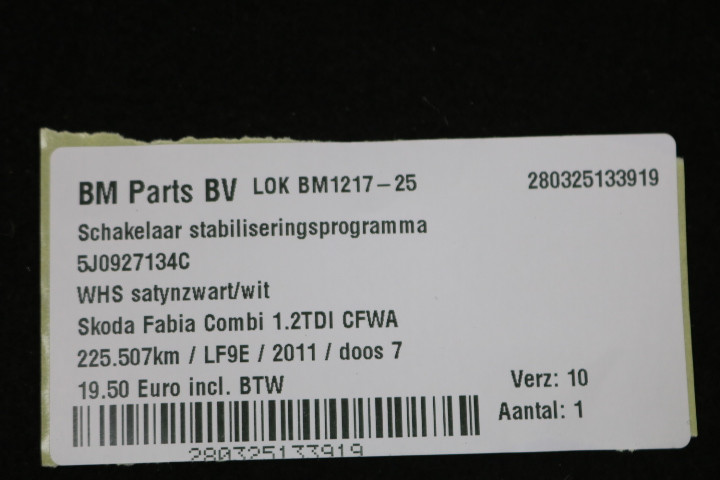 BM Parts BV LOK BM1217-25 280325133919
Schakelaar stabiliseringsprogramma
5J0927134C
WHS satynzwart/wit
Skoda Fabia Combi 1.2TDI CFWA
225.507km / LF9E / 2011 / doos 7
19.50 Euro incl. BTW Verz: 10
Aantal: 1
280325133919